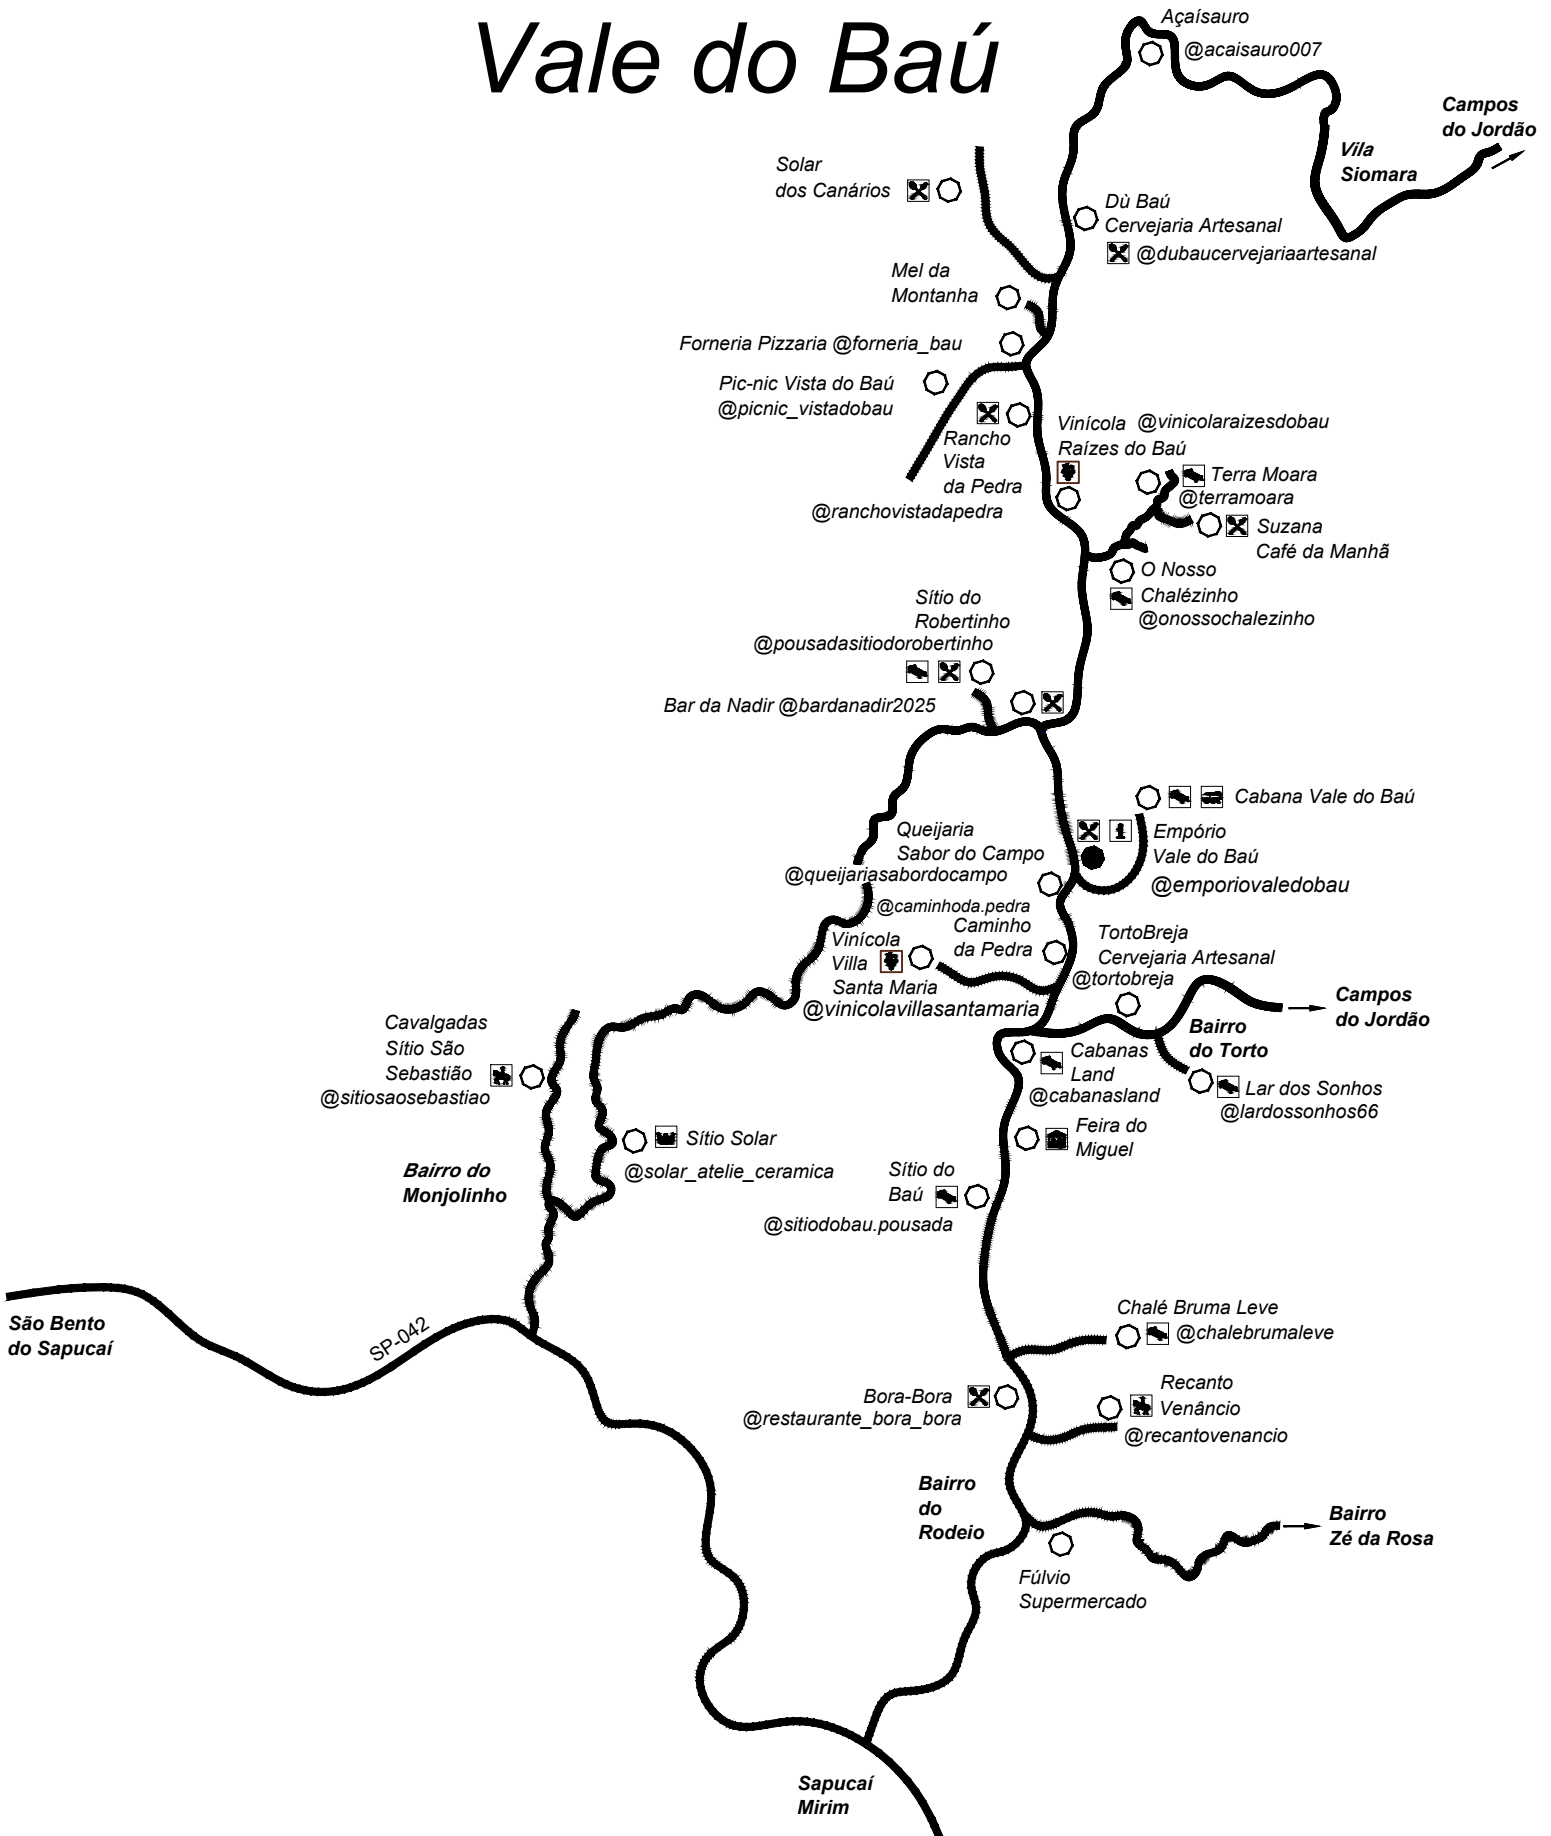 Vale do Baú
Açaísauro
@acaisauro007
Campos
do Jordão
Vila
Siomara
Solar
dos Canários
Dù Baú
Cervejaria Artesanal
@dubaucervejariaartesanal
Mel da
Montanha
Forneria Pizzaria @forneria_bau
Pic-nic Vista do Baú
@picnic_vistadobau
Rancho
Vista
da Pedra
@ranchovistadapedra
Vinícola @vinicolaraizesdobau
Raízes do Baú
Terra Moara
@terramoara
Suzana
Café da Manhã
O Nosso
Chalézinho
@onossochalezinho
Sítio do
Robertinho
@pousadasitiodorobertinho
Bar da Nadir @bardanadir2025
Cabana Vale do Baú
Empório
Vale do Baú
@emporiovaledobau
Queijaria
Sabor do Campo
@queijariasabordocampo
@caminhoda.pedra
Caminho
da Pedra
Vinícola
Villa
Santa Maria
@vinicolavillasantamaria
TortoBreja
Cervejaria Artesanal
@tortobreja
Campos
do Jordão
Bairro
do Torto
Cabanas
Land
@cabanasland
Lar dos Sonhos
@lardossonhos66
Feira do
Miguel
Cavalgadas
Sítio São
Sebastião
@sitiosaosebastiao
Sítio Solar
@solar_atelie_ceramica
Bairro do
Monjolinho
Sítio do
Baú
@sitiodobau.pousada
São Bento
do Sapucaí
SP-042
Chalé Bruma Leve
@chalebrumaleve
Bora-Bora
@restaurante_bora_bora
Recanto
Venâncio
@recantovenancio
Bairro
do
Rodeio
Bairro
Zé da Rosa
Fúlvio
Supermercado
Sapucaí
Mirim